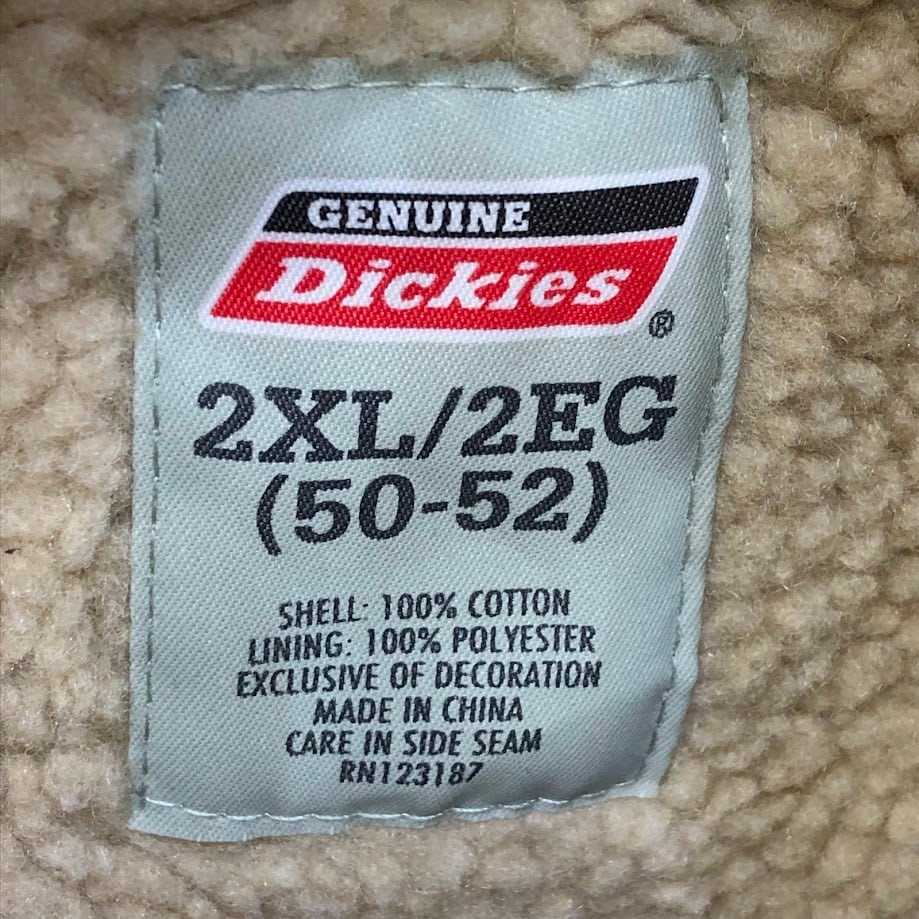 GENUINE
Dickies
®
2XL/2EG
(50-52)
SHELL: 100% COTTON
LINING: 100% POLYESTER
EXCLUSIVE OF DECORATION
MADE IN CHINA
CARE IN SIDE SEAM
RN123187